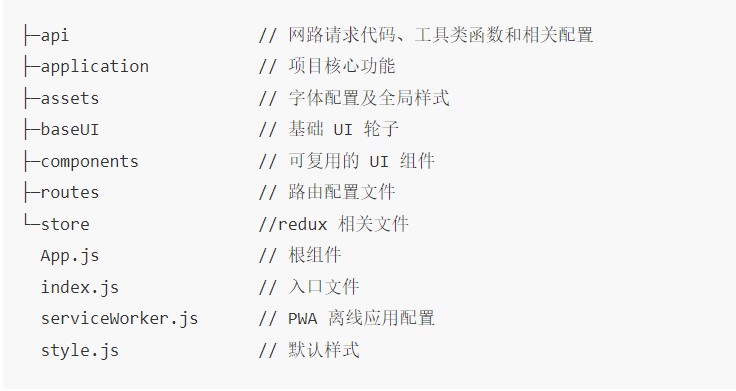 ├─api                   // 网路请求代码、工具类函数和相关配置
├─application           // 项目核心功能
├─assets                // 字体配置及全局样式
├─baseUI                // 基础 UI 轮子
├─components            // 可复用的 UI 组件
├─routes                // 路由配置文件
└─store                 //redux 相关文件
  App.js                // 根组件
  index.js              // 入口文件
  serviceWorker.js      // PWA 离线应用配置
  style.js              // 默认样式